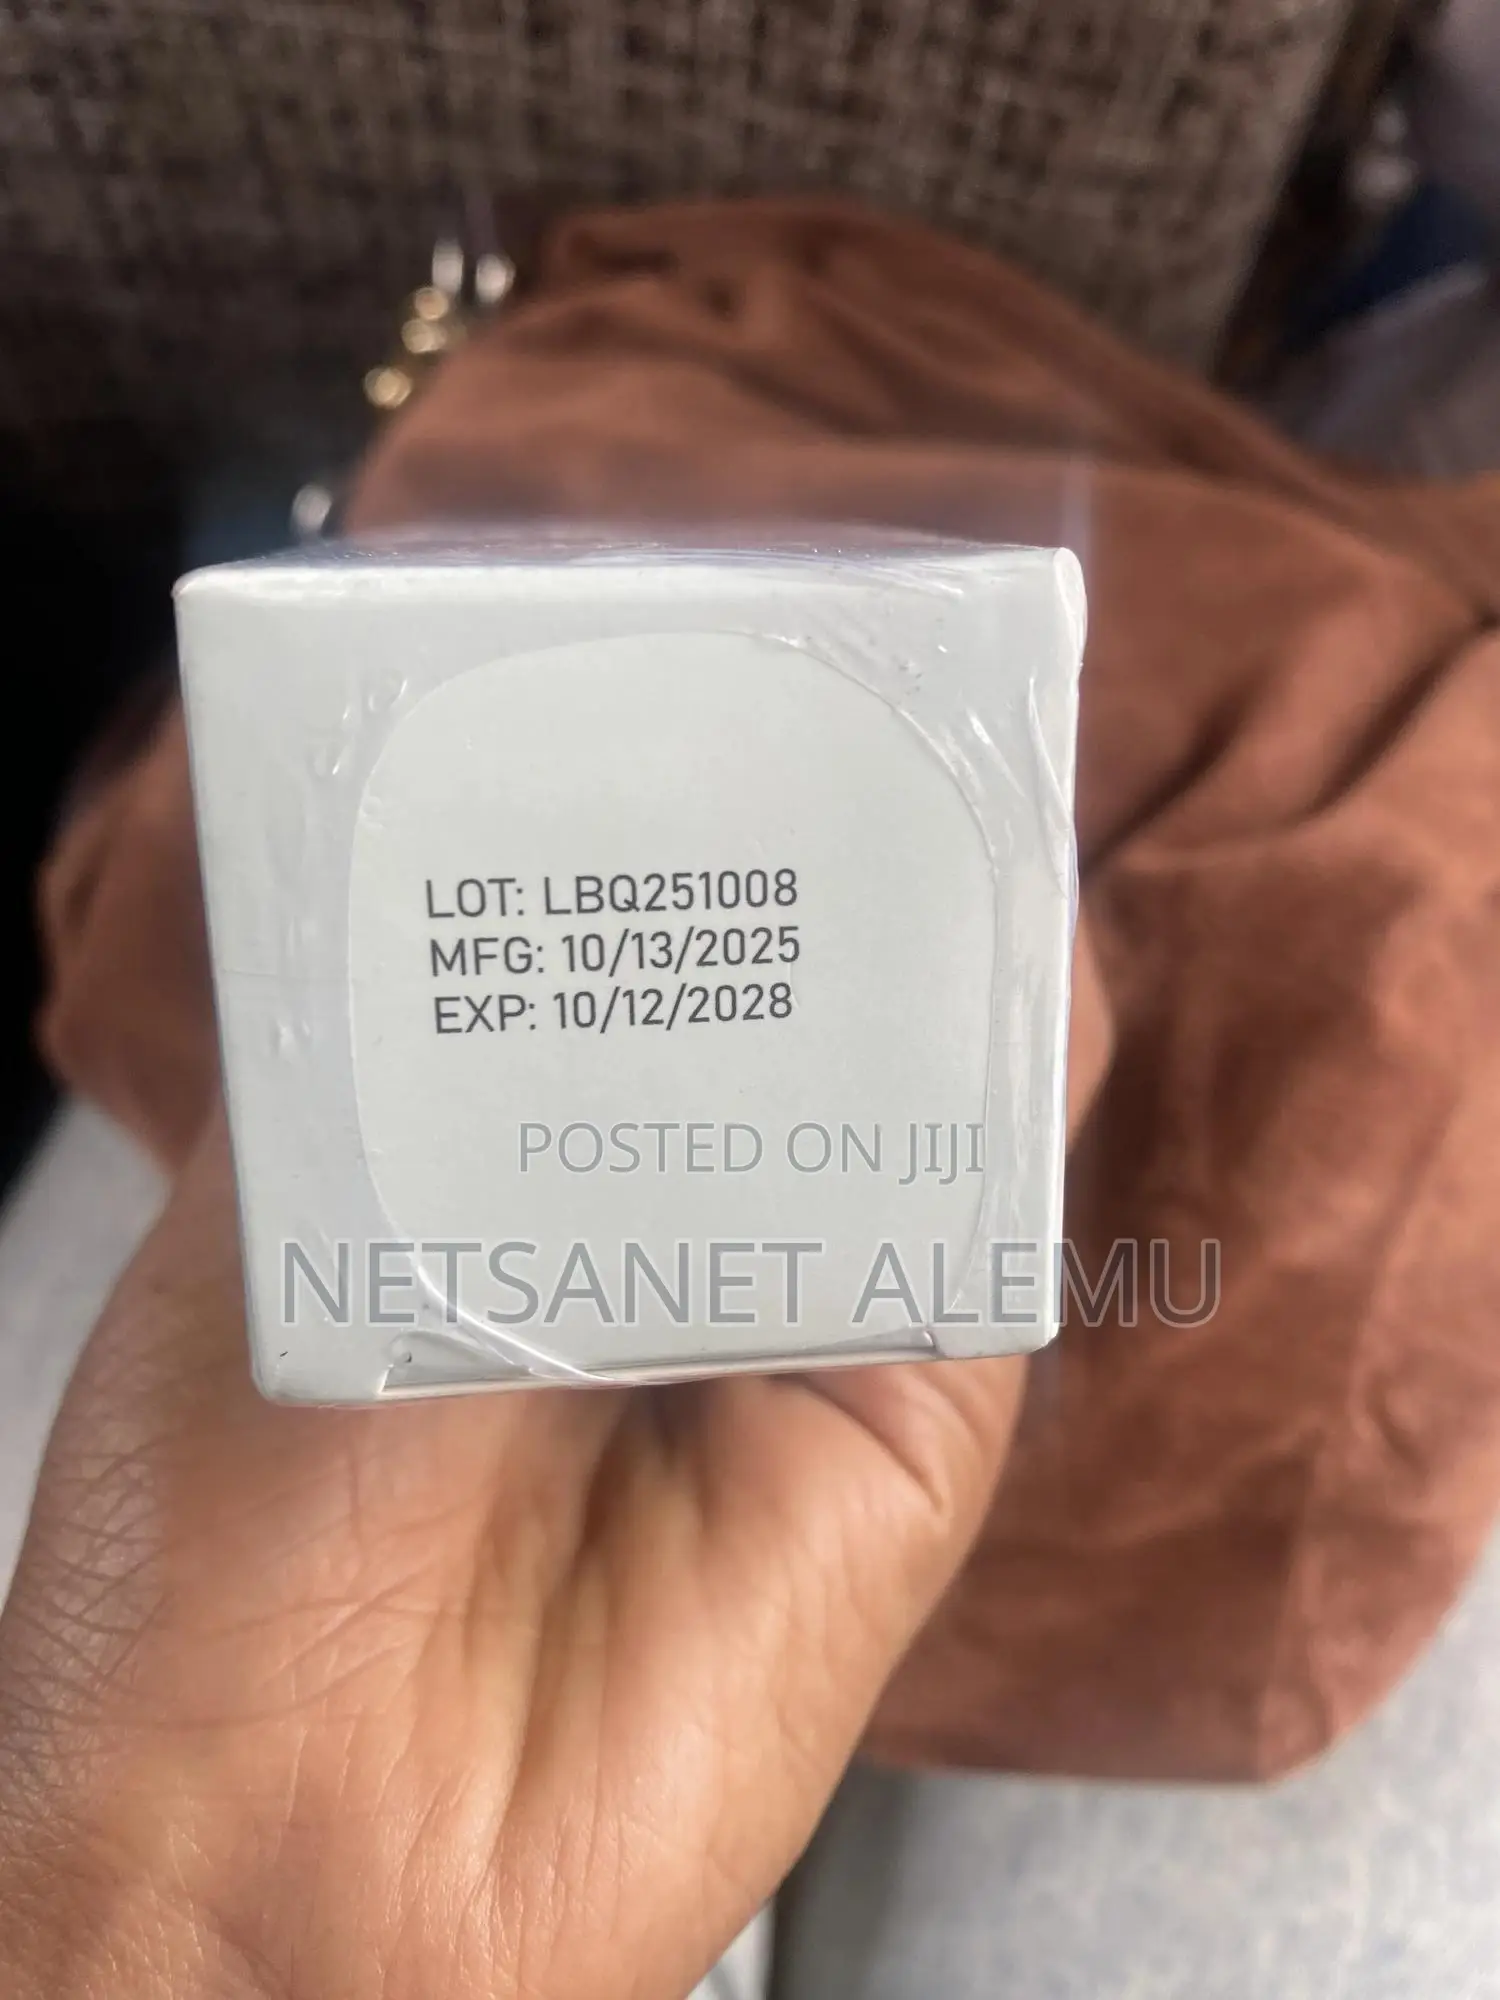 LOT: LBQ251008
MFG: 10/13/2025
EXP: 10/12/2028
POSTED ON JIJI
NETSANET ALEMU